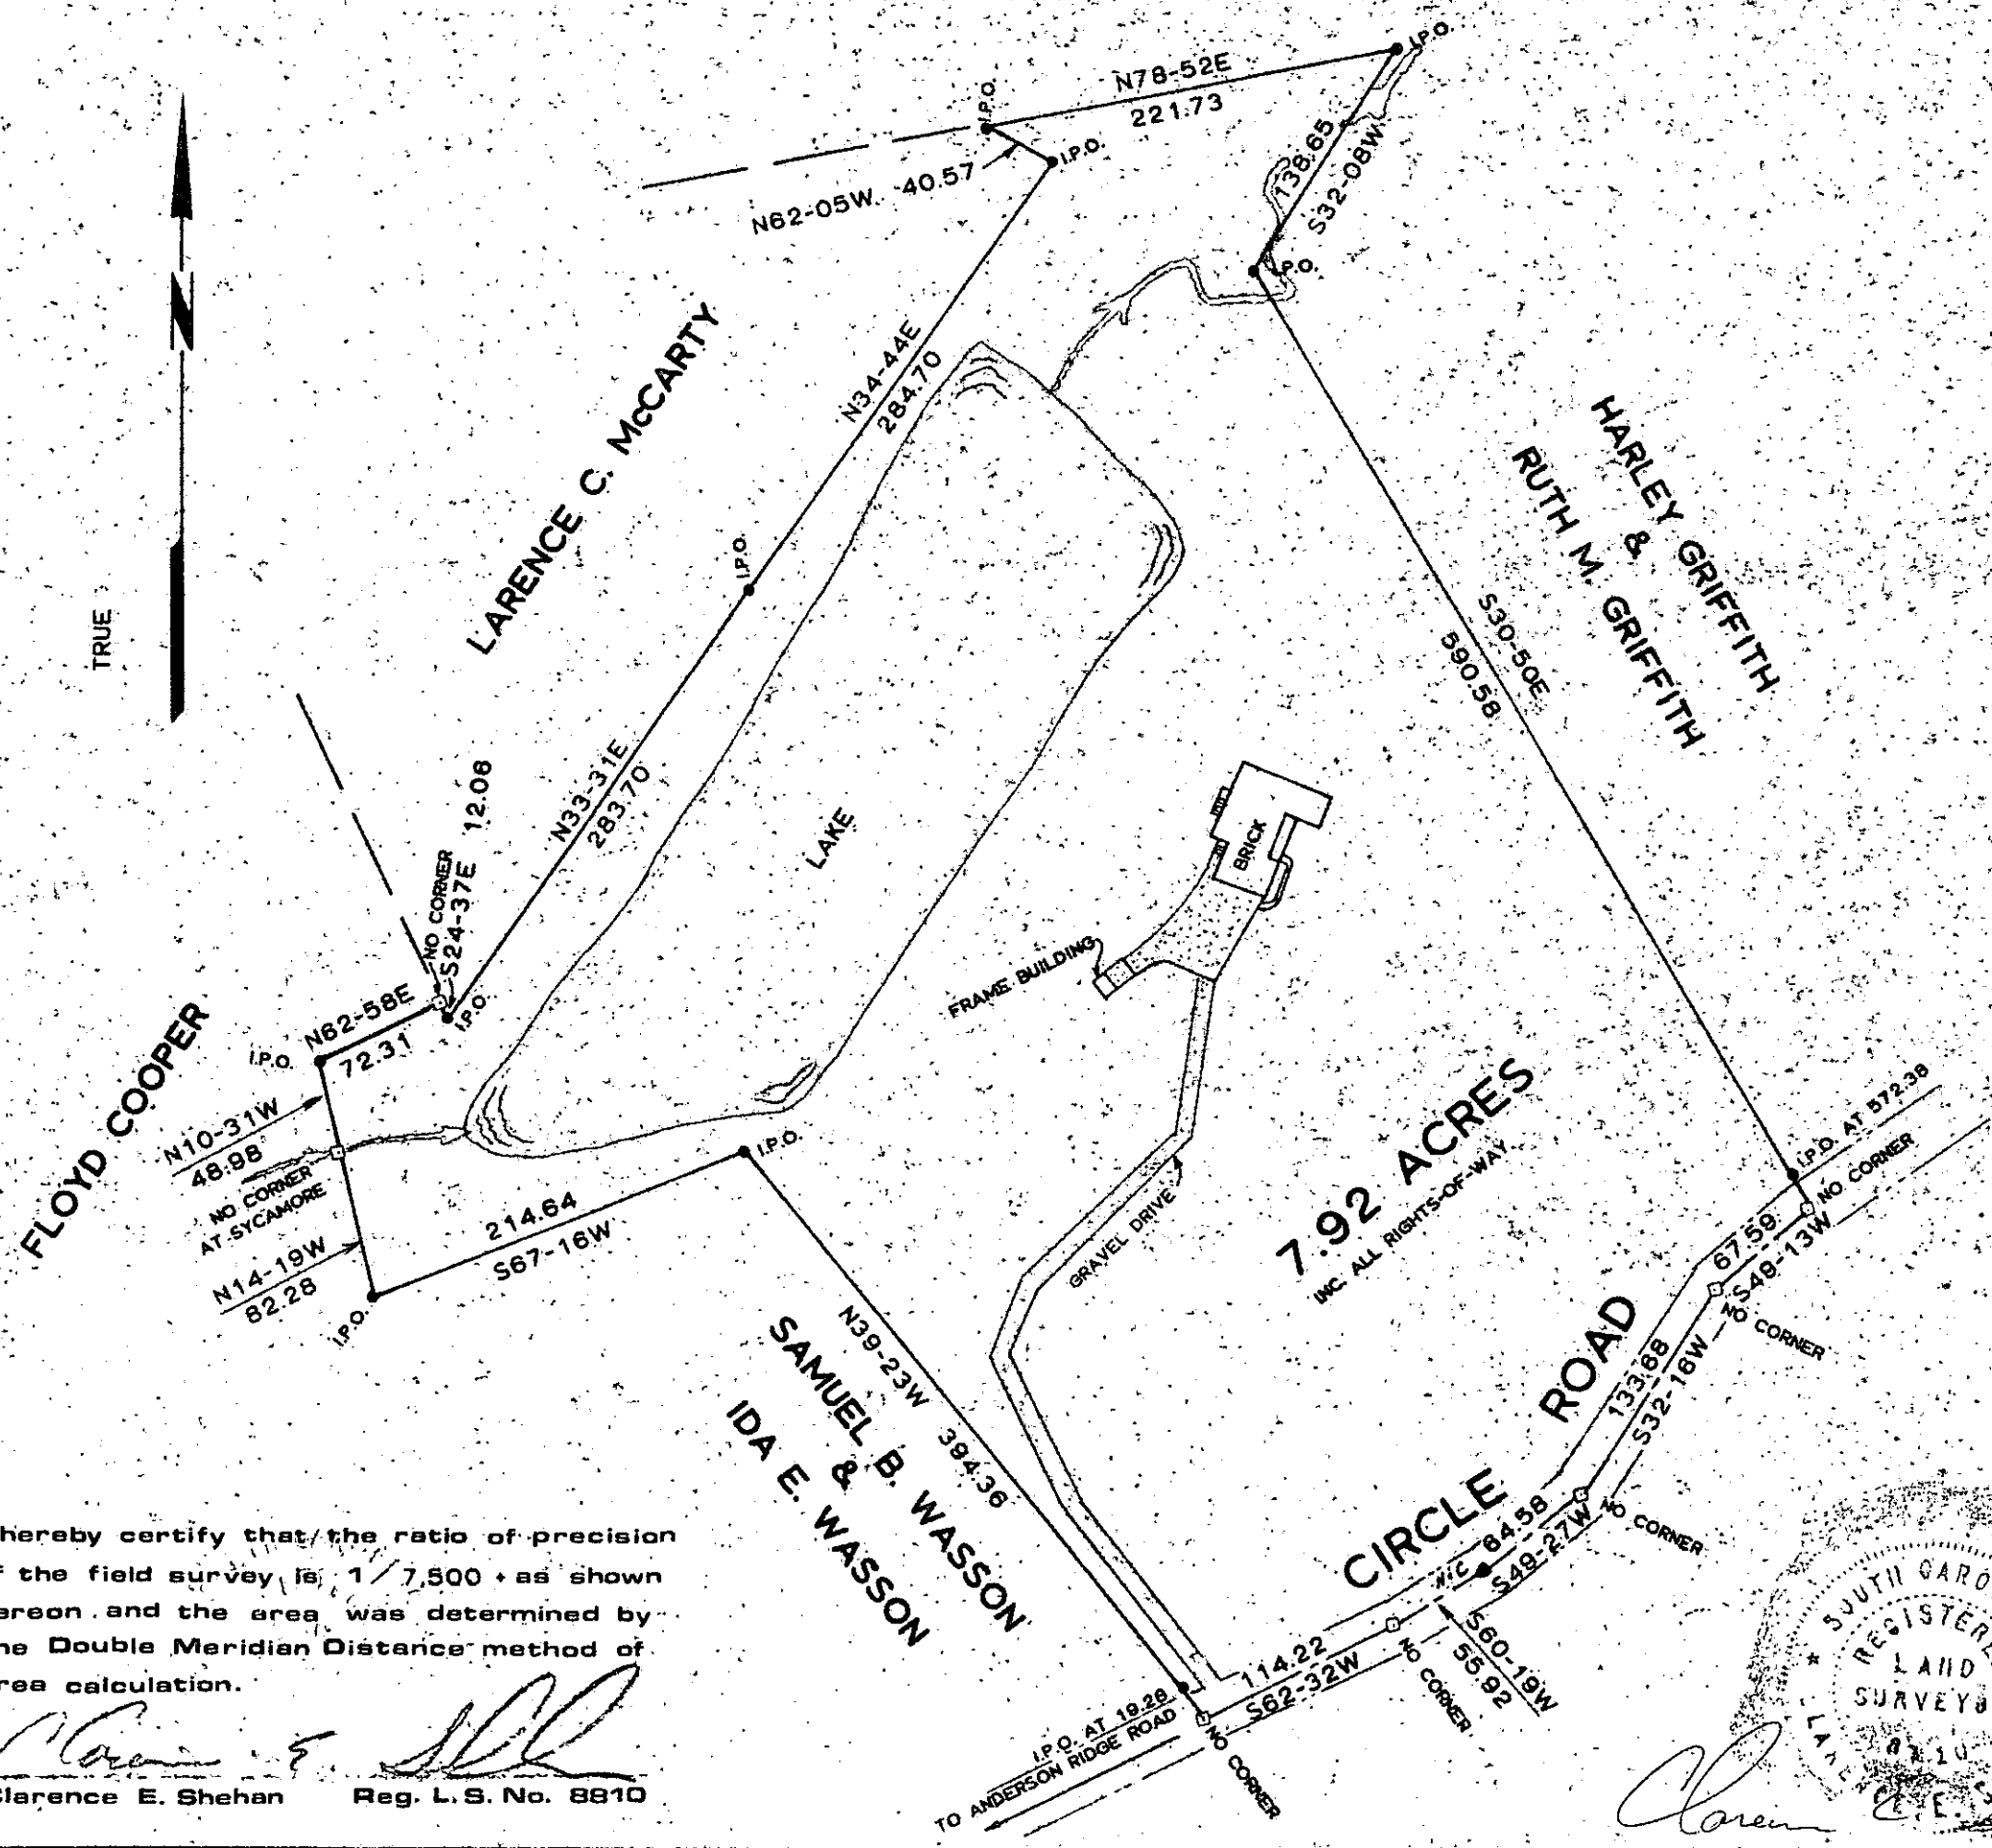 I.P.O.
N78-52E
221.73
I.P.O.
I.P.O.
N62-05W 40.57
138.65
S32-08W
I.P.O.
N
TRUE
LARENCE C. McCARTY
N34-44E
284.70
HARLEY GRIFFITH
&
RUTH M. GRIFFITH
I.P.O.
S30-50E
590.58
N33-31E
283.70
LAKE
BRICK
FRAME BUILDING
NO CORNER
S24-37E 12.06
I.P.O.
FLOYD COOPER
I.P.O.
N62-58E
72.31
N10-31W
48.98
NO CORNER
AT SYCAMORE
N14-19W
82.28
I.P.O.
214.64
S67-16W
I.P.O.
7.92 ACRES
INC. ALL RIGHTS-OF-WAY
GRAVEL DRIVE
I.P.O. AT 572.38
NO CORNER
67.59
S49-13W
NO CORNER
133.68
S32-16W
CIRCLE ROAD
N39-23W 394.36
SAMUEL B. WASSON
&
IDA E. WASSON
84.58
S49-27W
NO CORNER
N/C
S60-19W
55.92
NO CORNER
114.22
S62-32W
I.P.O. AT 19.28
TO ANDERSON RIDGE ROAD
NO CORNER
hereby certify that the ratio of precision
f the field survey is 1/7,500+ as shown
ereon and the area was determined by
he Double Meridian Distance method of
rea calculation.
Clarence E. Shehan Reg. L.S. No. 8810
SOUTH CARO
REGISTERE
LAND
SURVEYO